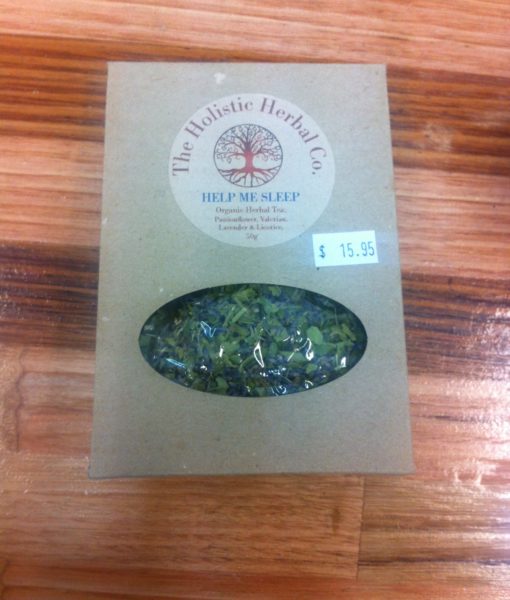 The Holistic Herbal Co.
HELP ME SLEEP
Organic Herbal Tea.
Passionflower, Valerian,
Lavender & Licorice.
50g
$ 15.95